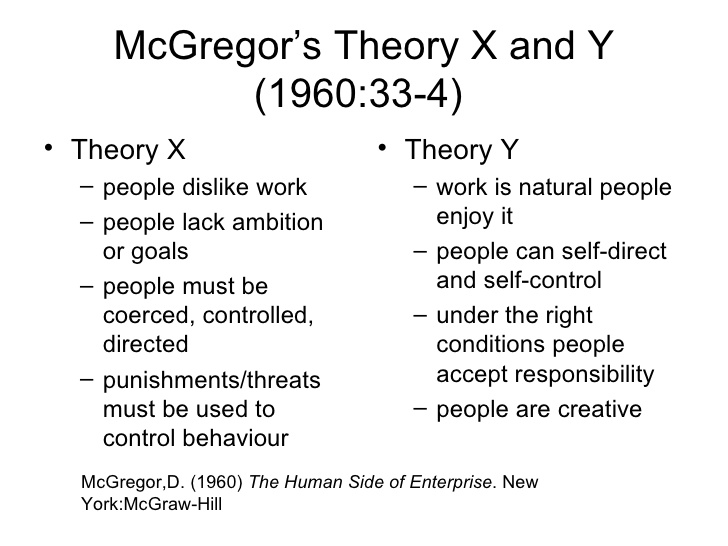 McGregor’s Theory X and Y
(1960:33-4)
• Theory X
– people dislike work
– people lack ambition
or goals
– people must be
coerced, controlled,
directed
– punishments/threats
must be used to
control behaviour
• Theory Y
– work is natural people
enjoy it
– people can self-direct
and self-control
– under the right
conditions people
accept responsibility
– people are creative
McGregor,D. (1960) The Human Side of Enterprise. New
York:McGraw-Hill